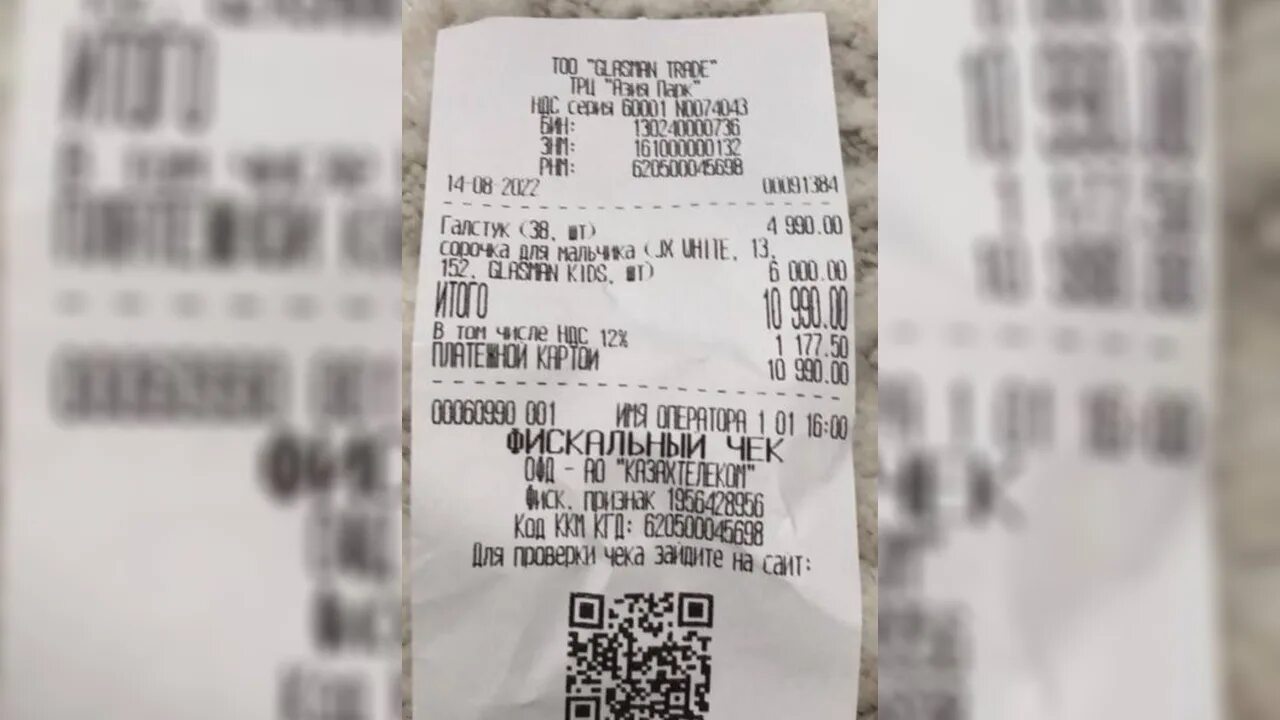 ТОО "GLASMAN TRADE"
ТРЦ "Азия Парк"
НДС серия 60001 N0074043
БИН: 130240000736
ЗНМ: 161000000132
РНМ: 620500045698
14-08-2022 00091384
Галстук (38, шт) 4 990.00
сорочка для мальчика (JX WHITE, 13,
152, GLASMAN KIDS, шт) 6 000.00
ИТОГО 10 990.00
В том числе НДС 12% 1 177.50
ПЛАТЕЖНОЙ КАРТОЙ 10 990.00
00060990 001 ИМЯ ОПЕРАТОРА 1 01 16:00
ФИСКАЛЬНЫЙ ЧЕК
ОФД - АО "КАЗАХТЕЛЕКОМ"
Фиск. признак 1956428956
Код ККМ КГД: 620500045698
Для проверки чека зайдите на сайт: